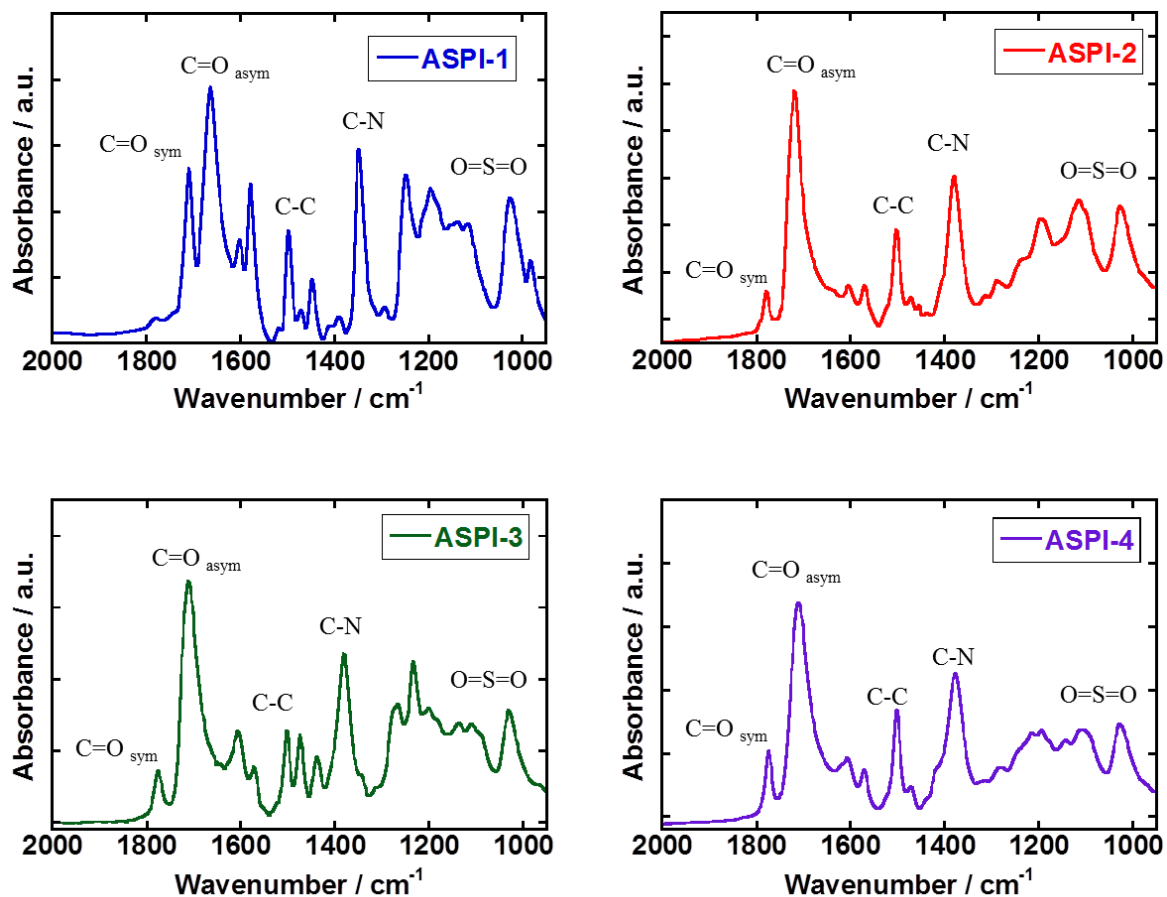 ASPI-1
C=O asym
C=O sym
C-C
C-N
O=S=O
Absorbance / a.u.
2000 1800 1600 1400 1200 1000
Wavenumber / cm-1
ASPI-2
C=O asym
C=O sym
C-C
C-N
O=S=O
Absorbance / a.u.
2000 1800 1600 1400 1200 1000
Wavenumber / cm-1
ASPI-3
C=O asym
C=O sym
C-C
C-N
O=S=O
Absorbance / a.u.
2000 1800 1600 1400 1200 1000
Wavenumber / cm-1
ASPI-4
C=O asym
C=O sym
C-C
C-N
O=S=O
Absorbance / a.u.
2000 1800 1600 1400 1200 1000
Wavenumber / cm-1